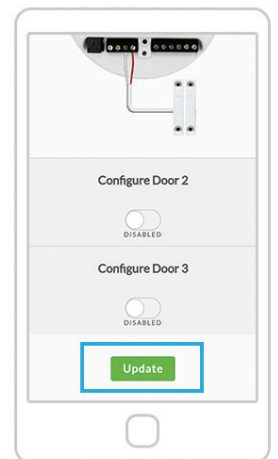 Configure Door 2
DISABLED
Configure Door 3
DISABLED
Update